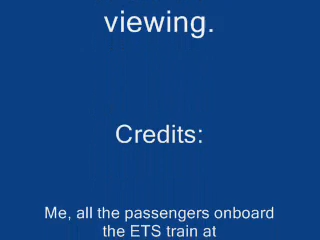 viewing.
Credits:
Me, all the passengers onboard
the ETS train at